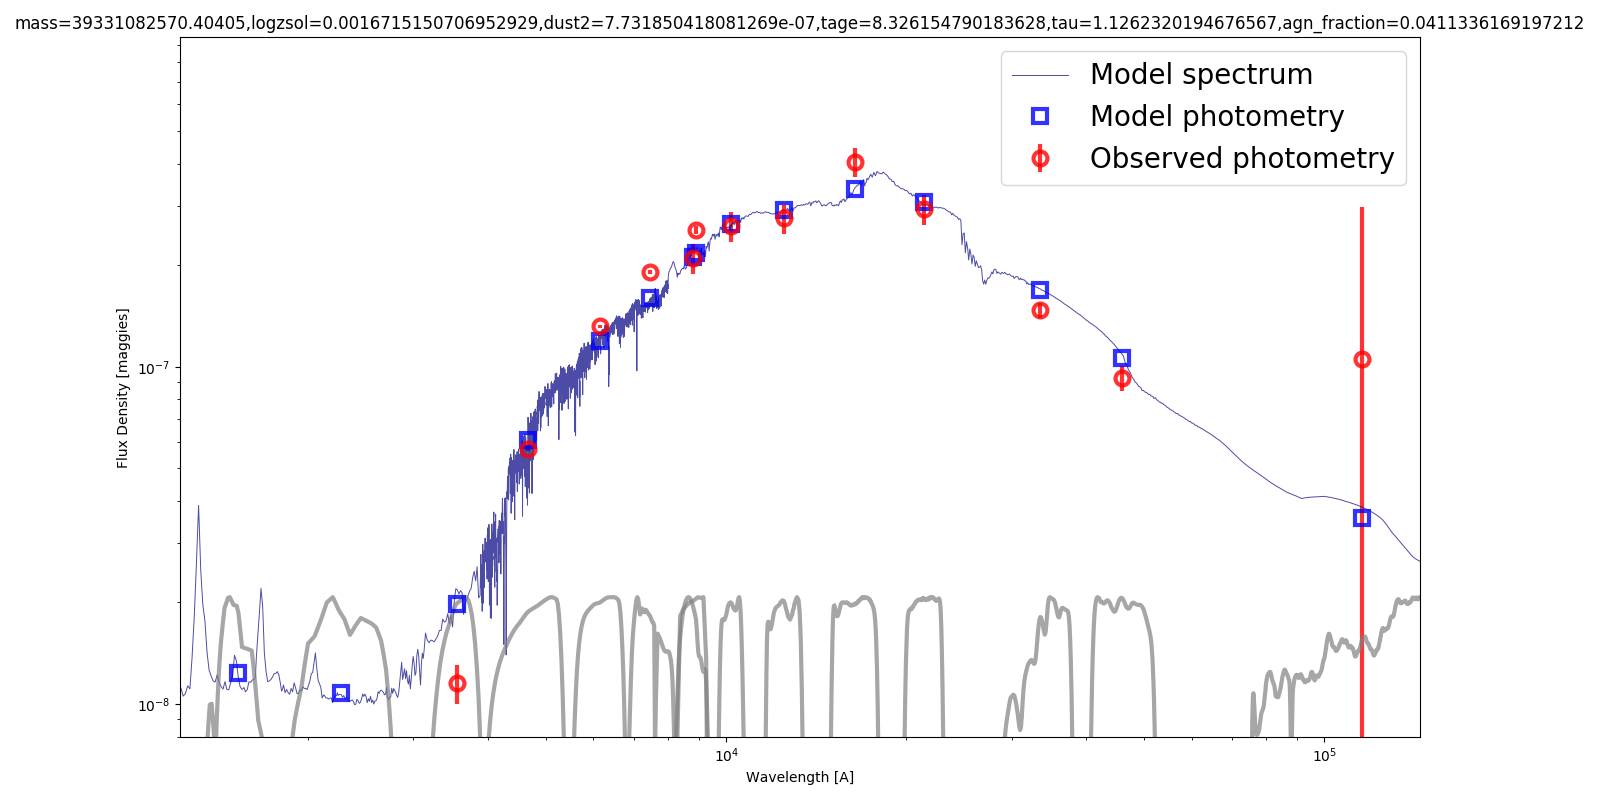 mass=39331082570.40405,logzsol=0.0016715150706952929,dust2=7.731850418081269e-07,tage=8.326154790183628,tau=1.1262320194676567,agn_fraction=0.0411336169197212
Model spectrum
Model photometry
Observed photometry
Flux Density [maggies]
10⁻⁷
10⁻⁸
10⁴
10⁵
Wavelength [A]